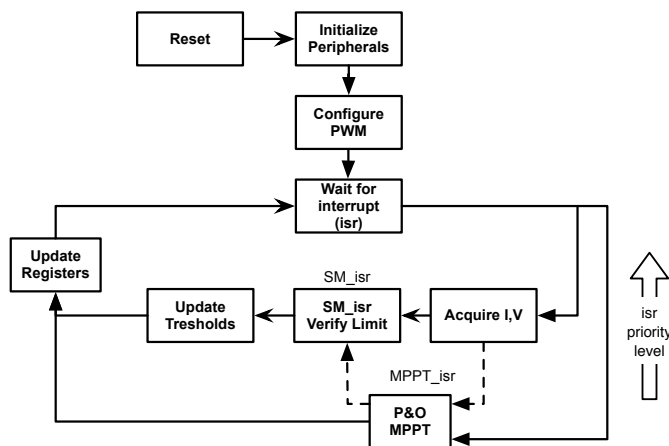 Reset
Initialize
Peripherals
Configure
PWM
Wait for
interrupt
(isr)
Update
Registers
SM_isr
Update
Tresholds
SM_isr
Verify Limit
Acquire I,V
isr
priority
level
MPPT_isr
P&O
MPPT